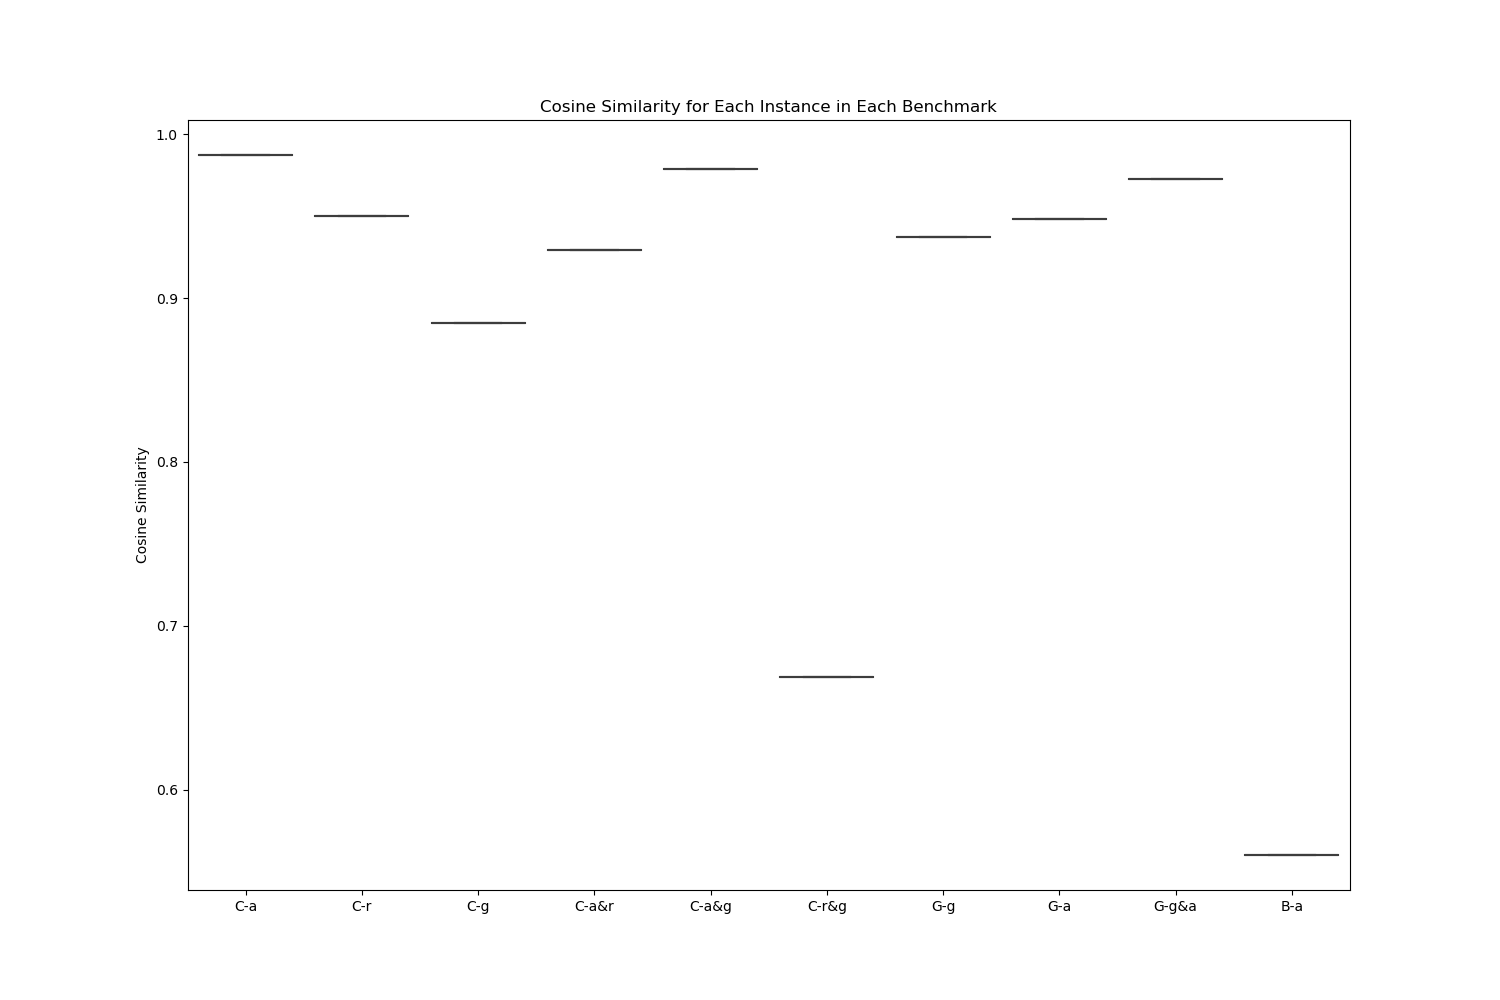 Cosine Similarity for Each Instance in Each Benchmark
1.0
0.9
0.8
0.7
0.6
Cosine Similarity
C-a
C-r
C-g
C-a&r
C-a&g
C-r&g
G-g
G-a
G-g&a
B-a